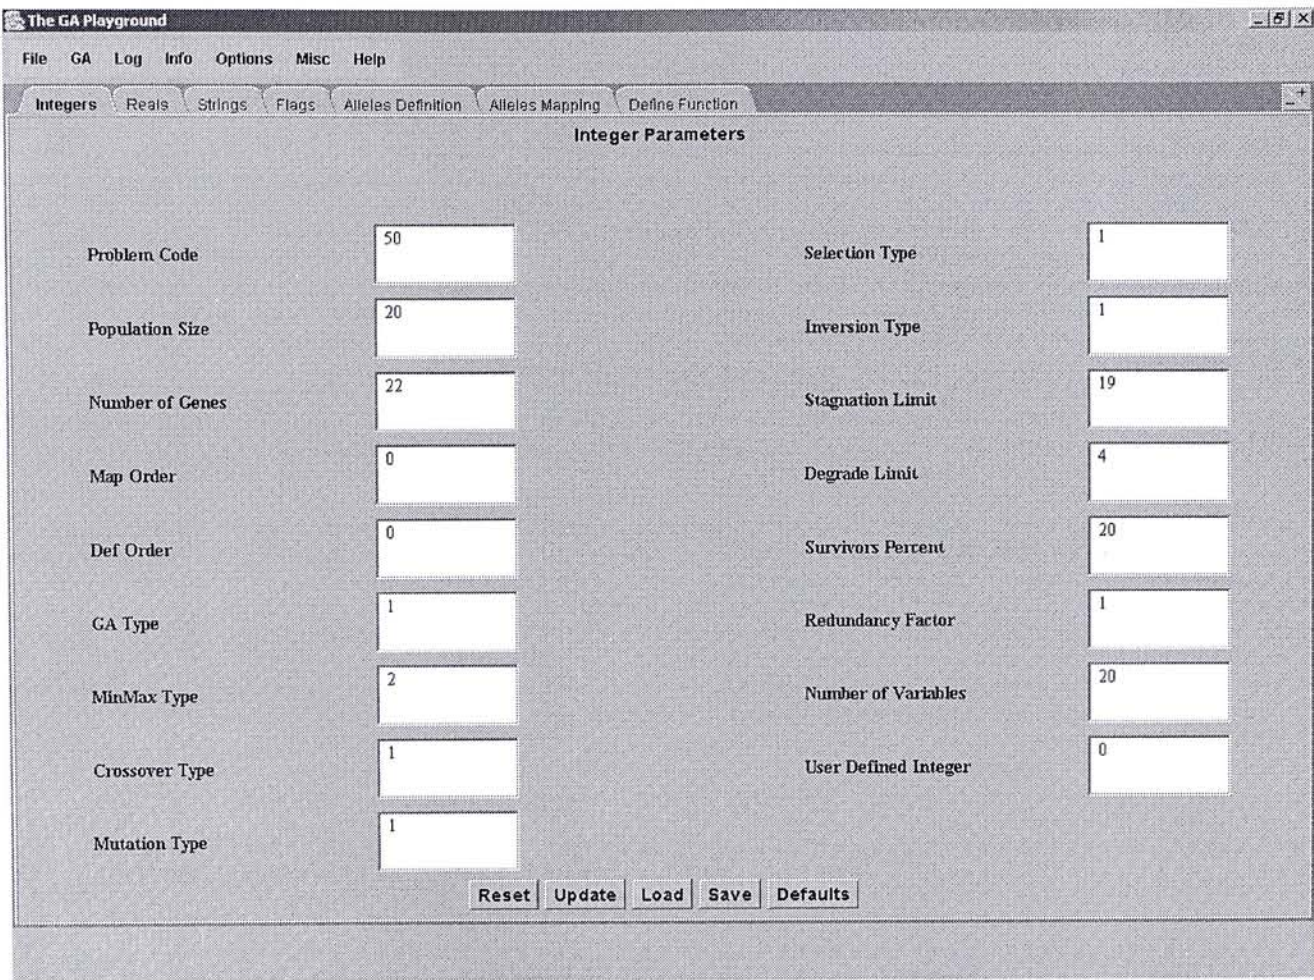 The GA Playground
File GA Log Info Options Misc Help
Integers Reals Strings Flags Alleles Definition Alleles Mapping Define Function
Integer Parameters
Problem Code 50
Population Size 20
Number of Genes 22
Map Order 0
Def Order 0
GA Type 1
MinMax Type 2
Crossover Type 1
Mutation Type 1
Selection Type 1
Inversion Type 1
Stagnation Limit 19
Degrade Limit 4
Survivors Percent 20
Redundancy Factor 1
Number of Variables 20
User Defined Integer 0
Reset Update Load Save Defaults